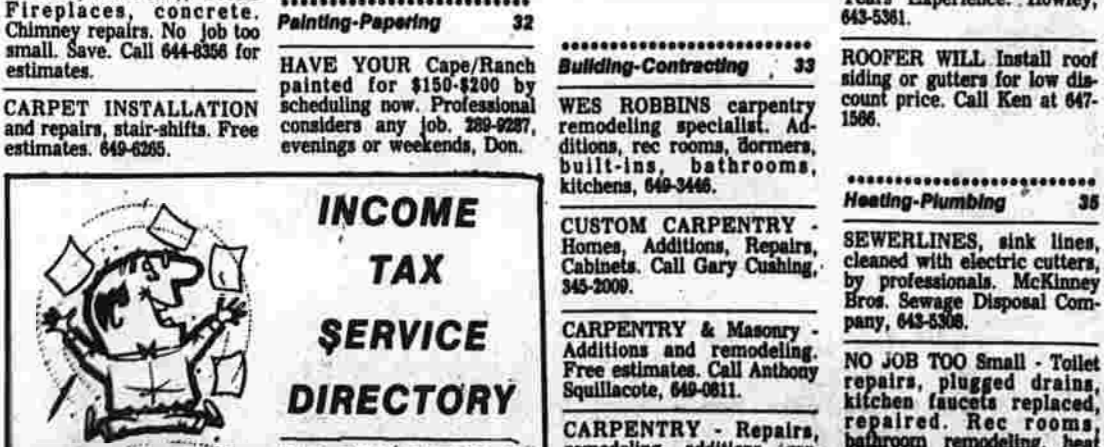 Fireplaces, concrete.
Chimney repairs. No job too
small. Save. Call 644-8356 for
estimates.
CARPET INSTALLATION
and repairs, stair-shifts. Free
estimates. 649-6265.
Painting-Papering 32
HAVE YOUR Cape/Ranch
painted for $150-$200 by
scheduling now. Professional
considers any job. 289-9287,
evenings or weekends, Don.
INCOME
TAX
SERVICE
DIRECTORY
Building-Contracting 33
WES ROBBINS carpentry
remodeling specialist. Ad-
ditions, rec rooms, dormers,
built-ins, bathrooms,
kitchens, 649-3446.
CUSTOM CARPENTRY -
Homes, Additions, Repairs,
Cabinets. Call Gary Cushing,
345-2009.
CARPENTRY & Masonry -
Additions and remodeling.
Free estimates. Call Anthony
Squillacote, 649-0811.
CARPENTRY - Repairs,
remodeling, additions
Experience. Howley,
643-5361.
ROOFER WILL Install roof
siding or gutters for low dis-
count price. Call Ken at 647-
1566.
Heating-Plumbing 35
SEWERLINES, sink lines,
cleaned with electric cutters,
by professionals. McKinney
Bros. Sewage Disposal Com-
pany, 643-5308.
NO JOB TOO Small - Toilet
repairs, plugged drains,
kitchen faucets replaced,
repaired. Rec rooms,
bathroom remodeling, heat